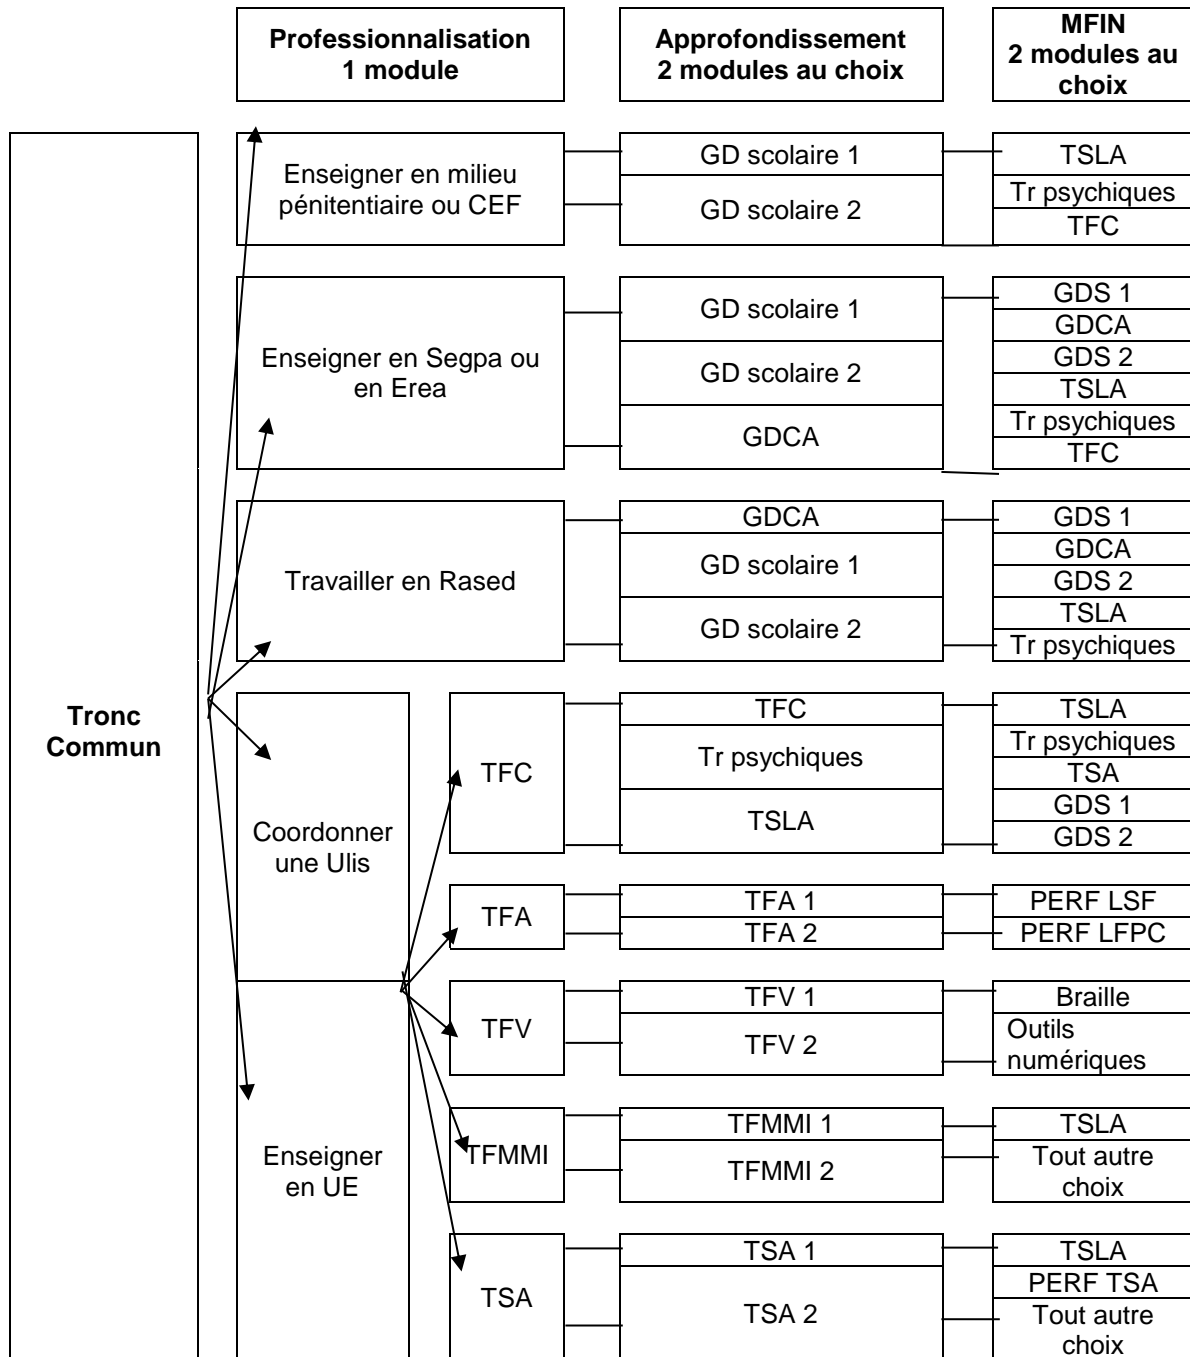 Professionnalisation
1 module
Approfondissement
2 modules au choix
MFIN
2 modules au
choix
Tronc
Commun
Enseigner en milieu
pénitentiaire ou CEF
GD scolaire 1
GD scolaire 2
TSLA
Tr psychiques
TFC
Enseigner en Segpa ou
en Erea
GD scolaire 1
GD scolaire 2
GDCA
GDS 1
GDCA
GDS 2
TSLA
Tr psychiques
TFC
Travailler en Rased
GDCA
GD scolaire 1
GD scolaire 2
GDS 1
GDCA
GDS 2
TSLA
Tr psychiques
Coordonner
une Ulis
Enseigner
en UE
TFC
TFC
Tr psychiques
TSLA
TSLA
Tr psychiques
TSA
GDS 1
GDS 2
TFA
TFA 1
TFA 2
PERF LSF
PERF LFPC
TFV
TFV 1
TFV 2
Braille
Outils
numériques
TFMMI
TFMMI 1
TFMMI 2
TSLA
Tout autre
choix
TSA
TSA 1
TSA 2
TSLA
PERF TSA
Tout autre
choix